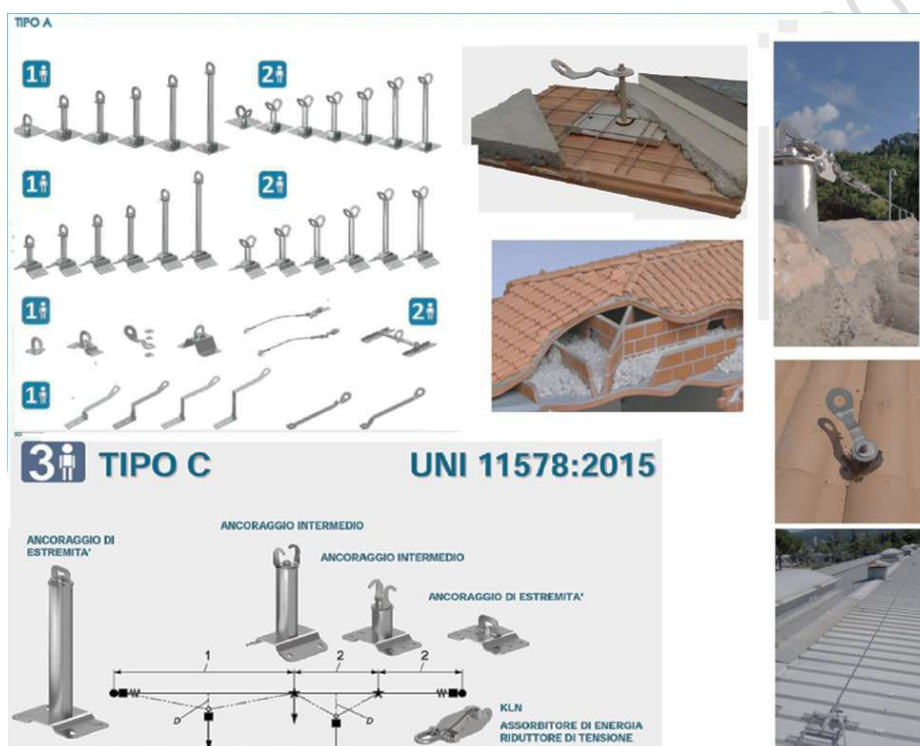 TIPO A
1
2
1
2
1
2
1
3 TIPO C
UNI 11578:2015
ANCORAGGIO DI
ESTREMITA'
ANCORAGGIO INTERMEDIO
ANCORAGGIO INTERMEDIO
ANCORAGGIO DI ESTREMITA'
1
2
2
D
D
KLN
ASSORBITORE DI ENERGIA
RIDUTTORE DI TENSIONE